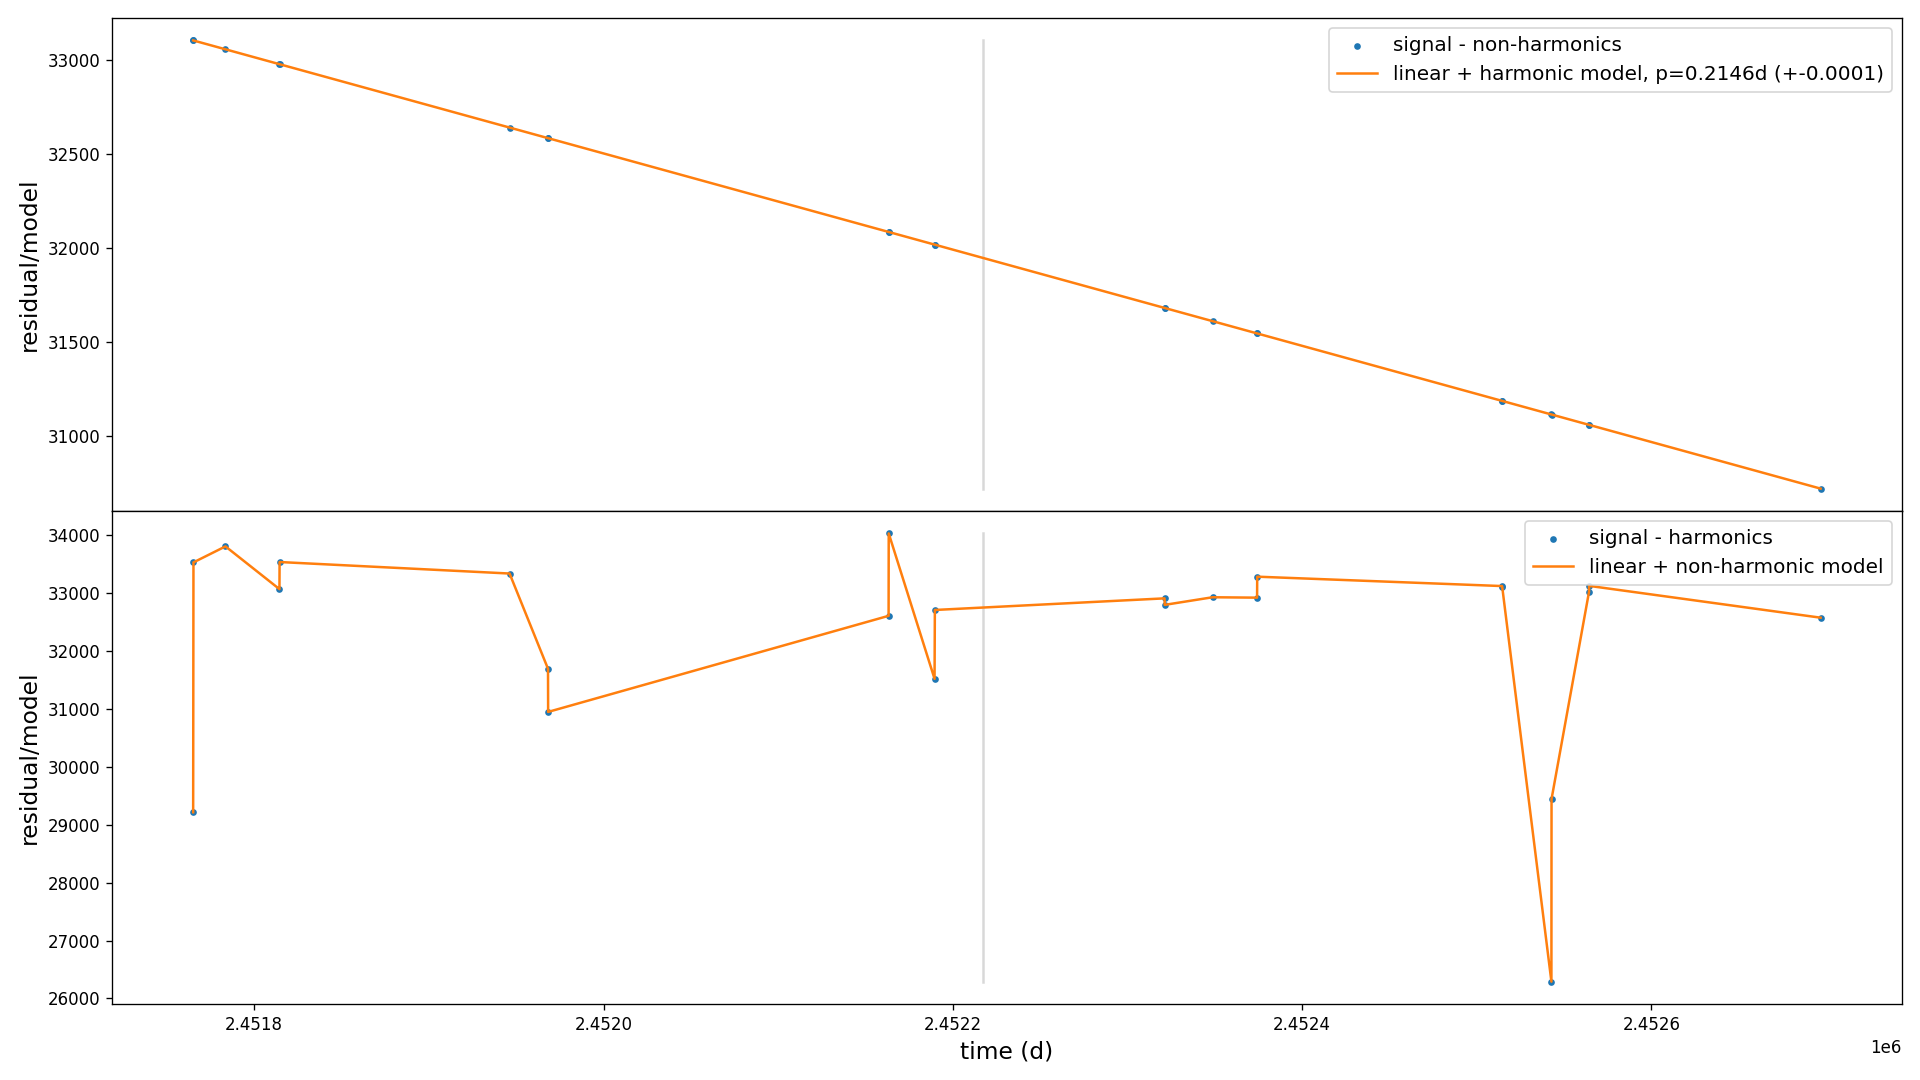 signal - non-harmonics
linear + harmonic model, p=0.2146d (+-0.0001)
33000
32500
32000
31500
31000
residual/model
signal - harmonics
linear + non-harmonic model
34000
33000
32000
31000
30000
29000
28000
27000
26000
residual/model
2.4518 2.4520 2.4522 2.4524 2.4526
time (d)
1e6